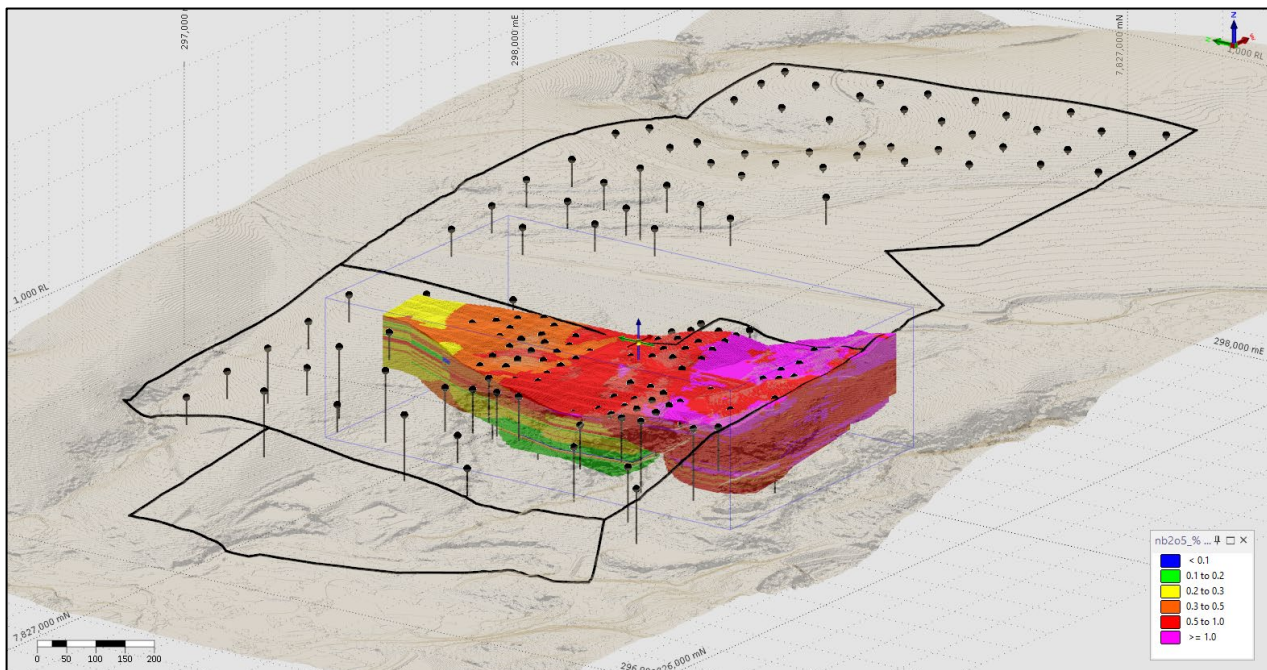 297,000 m
298,000 mE
7,827,000 mN
N
1,000 RL
1,000 RL
298,000 mE
nb2o5_% ...
< 0.1
0.1 to 0.2
0.2 to 0.3
0.3 to 0.5
0.5 to 1.0
>= 1.0
7,827,000 mN
0 50 100 150 200